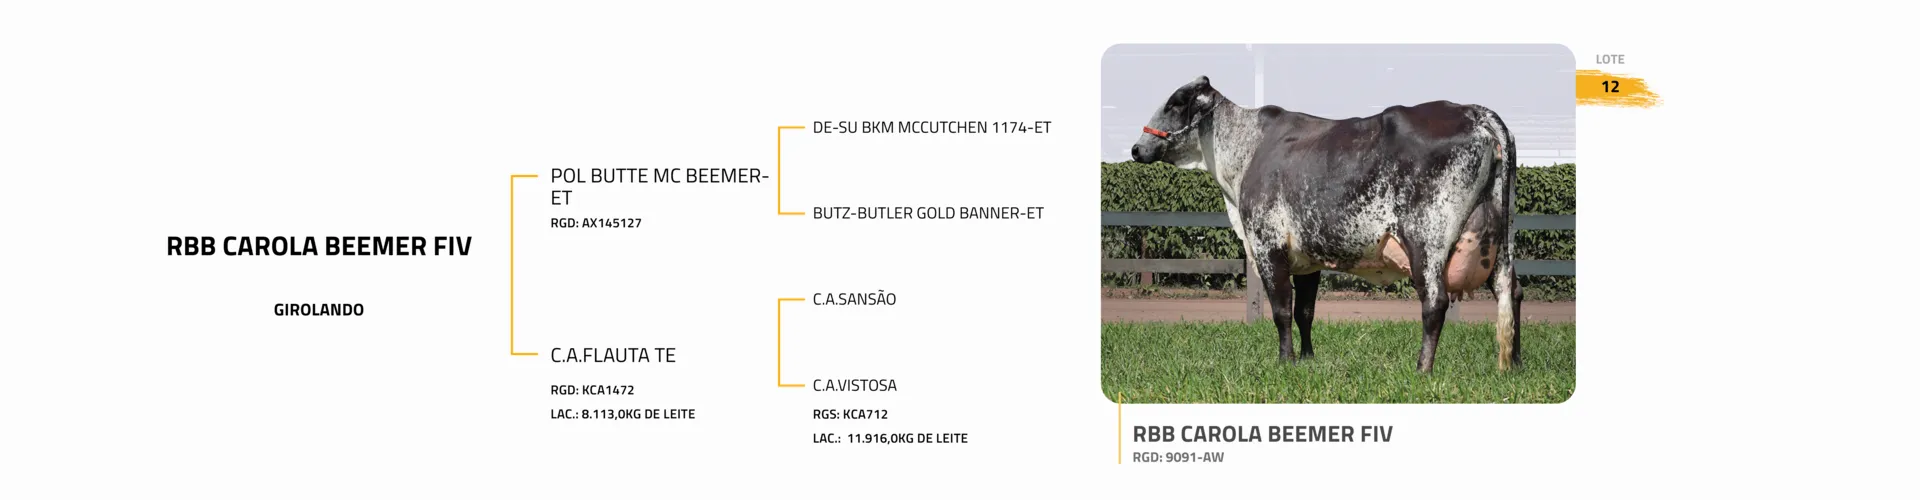 RBB CAROLA BEEMER FIV
GIROLANDO
POL BUTTE MC BEEMER-
ET
RGD: AX145127
C.A.FLAUTA TE
RGD: KCA1472
LAC.: 8.113,0KG DE LEITE
DE-SU BKM MCCUTCHEN 1174-ET
BUTZ-BUTLER GOLD BANNER-ET
C.A.SANSÃO
C.A.VISTOSA
RGS: KCA712
LAC.: 11.916,0KG DE LEITE
LOTE
12
RBB CAROLA BEEMER FIV
RGD: 9091-AW